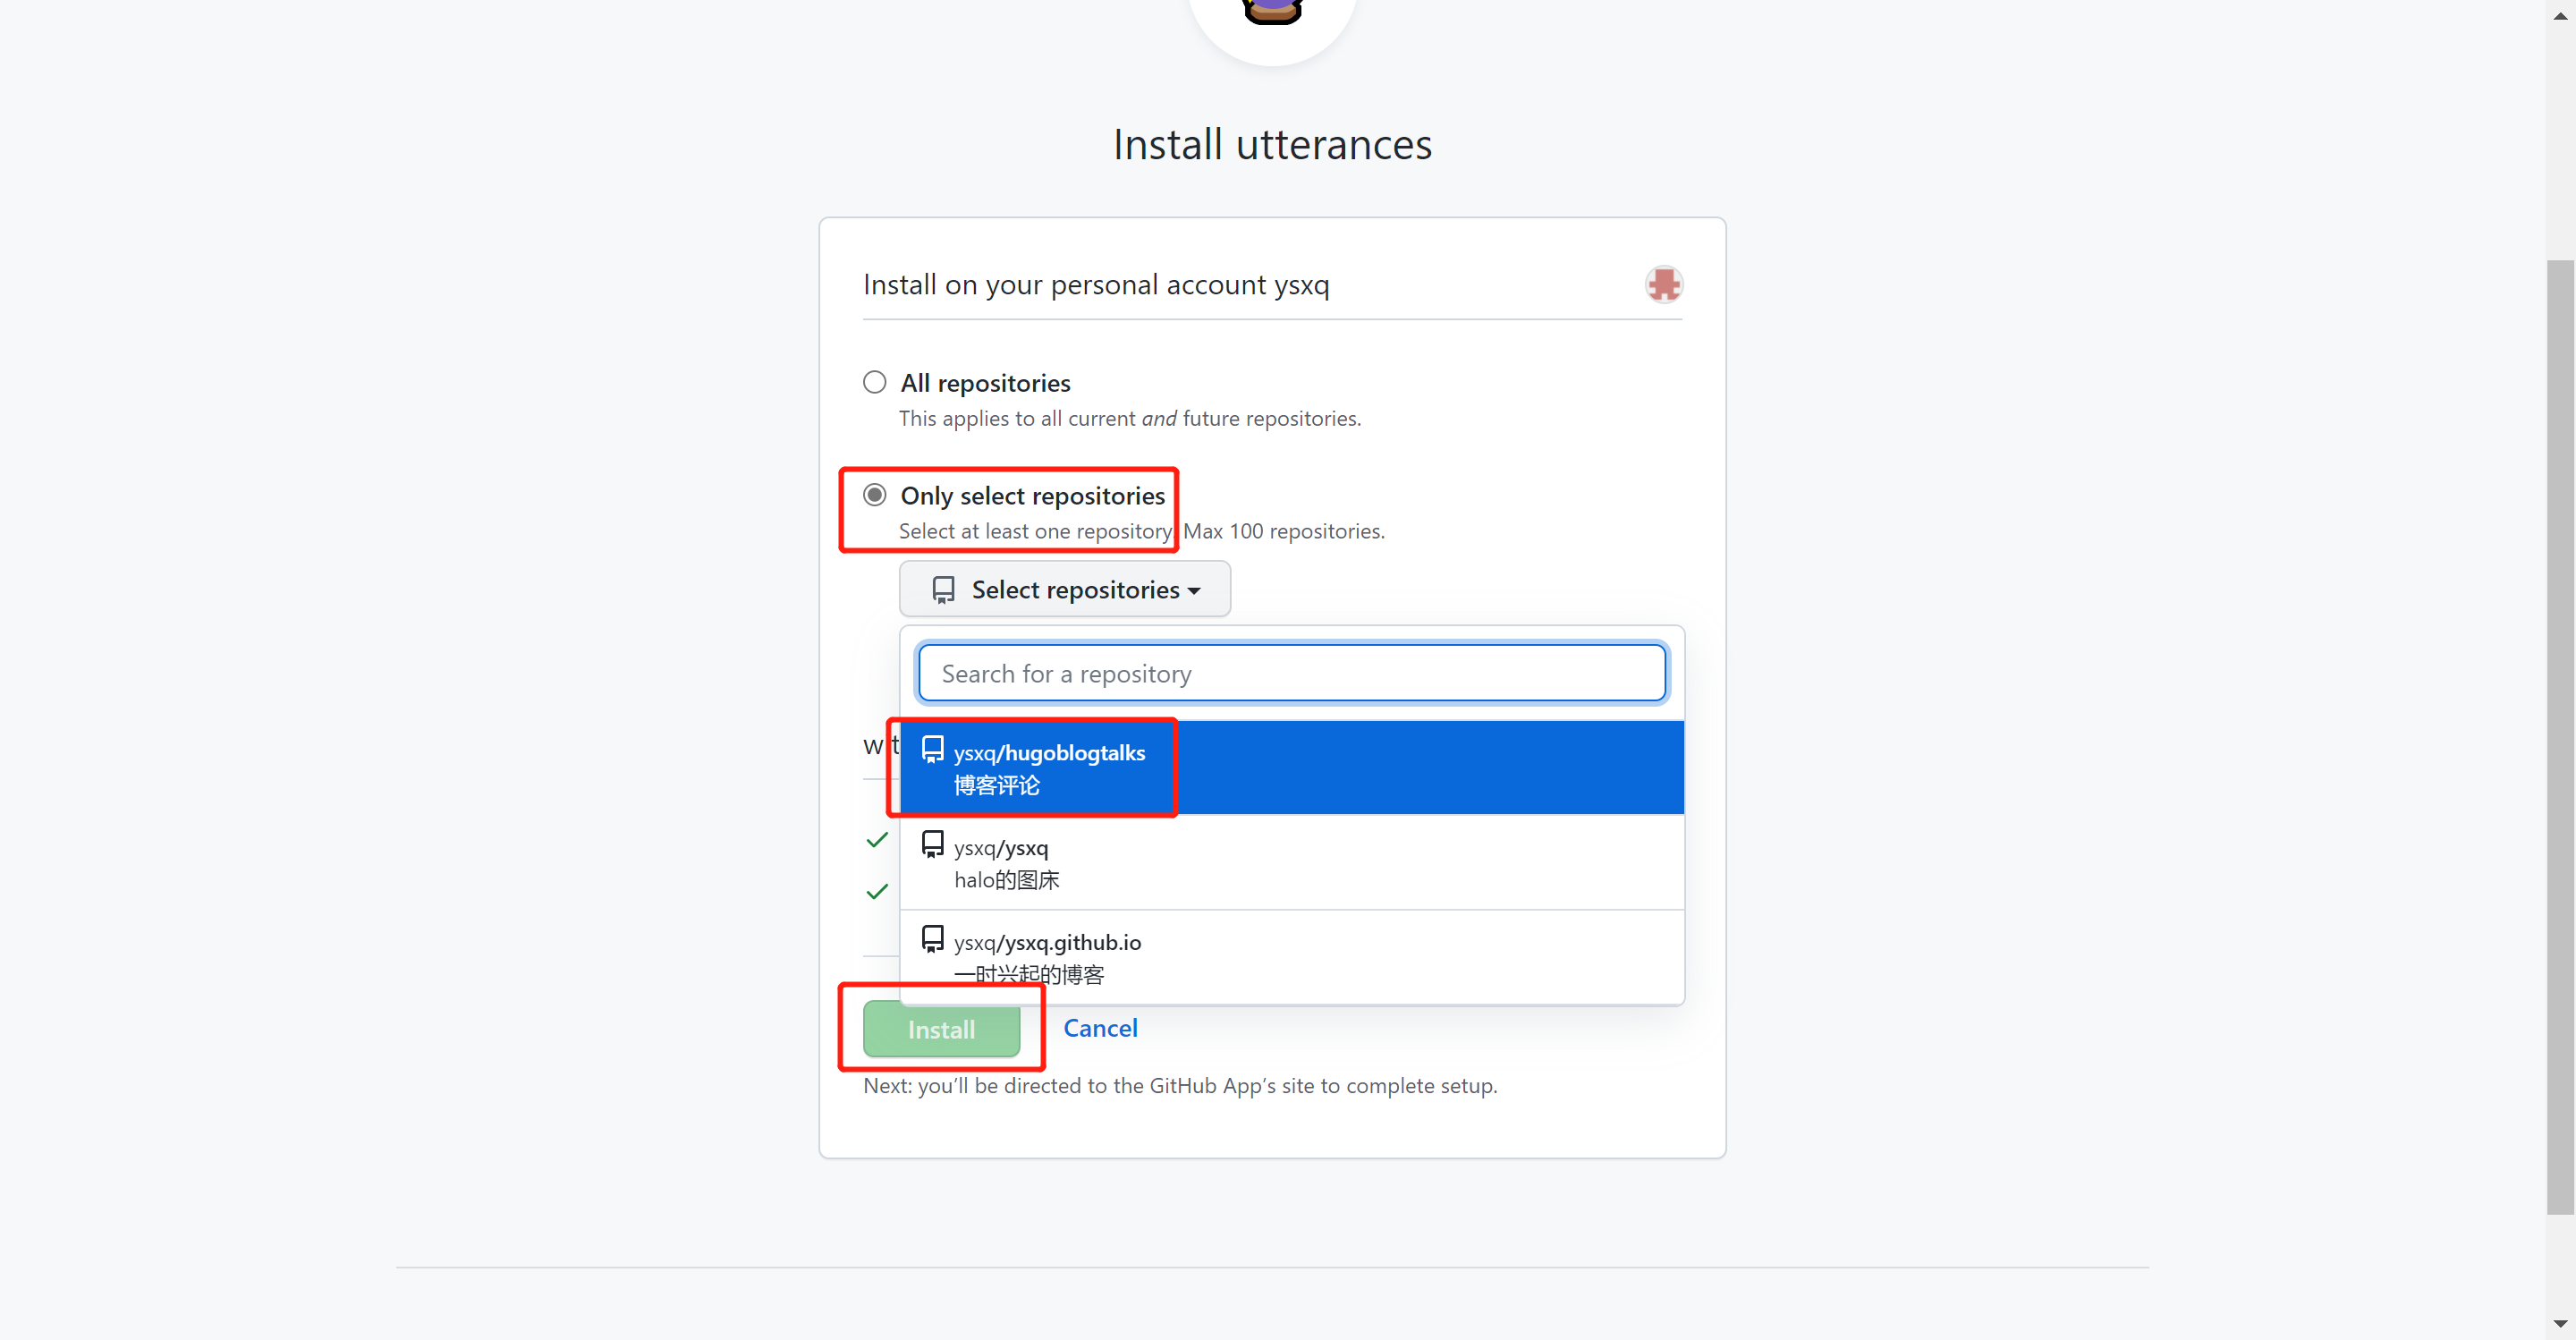 Install utterances
Install on your personal account ysxq
All repositories
This applies to all current and future repositories.
Only select repositories
Select at least one repository. Max 100 repositories.
Select repositories
Search for a repository
ysxq/hugoblogtalks
博客评论
ysxq/ysxq
halo的图床
ysxq/ysxq.github.io
一时兴起的博客
Install Cancel
Next: you’ll be directed to the GitHub App’s site to complete setup.